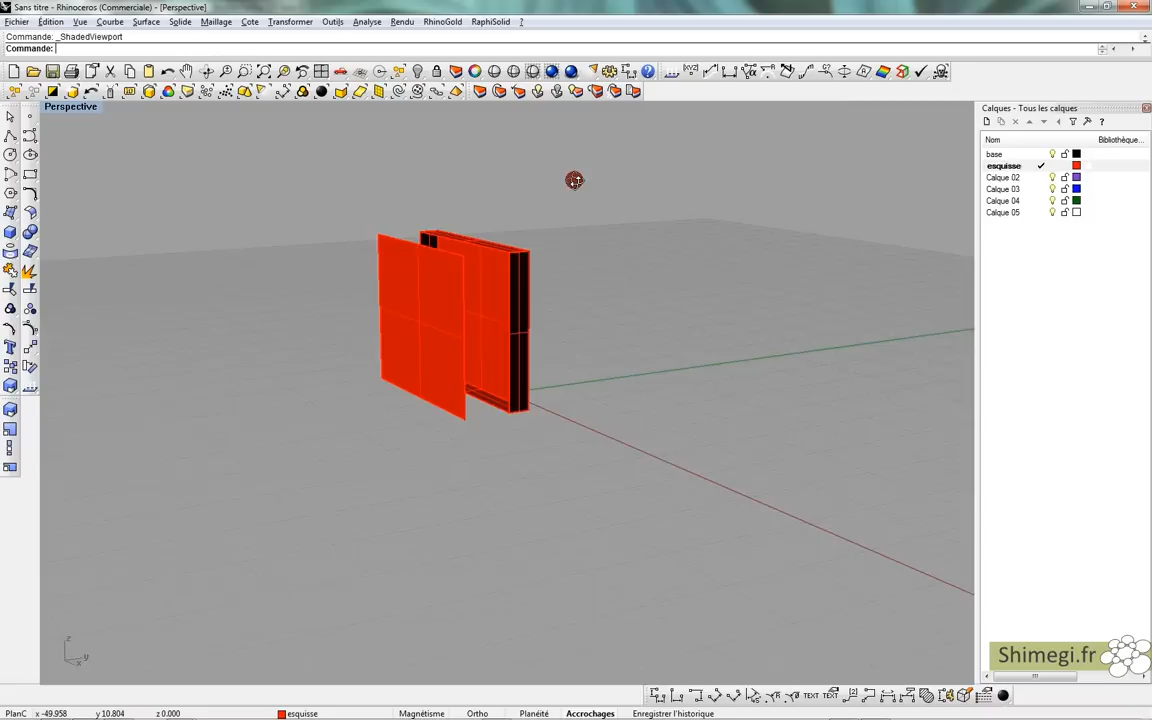 Sans titre - Rhinoceros (Commerciale) - [Perspective]
Fichier Édition Vue Courbe Surface Solide Maillage Cote Transformer Outils Analyse Rendu RhinoGold RaphiSolid ?
Commande: _ShadedViewport
Commande:
Perspective
Calques - Tous les calques
Nom Bibliothèque...
base
esquisse
Calque 02
Calque 03
Calque 04
Calque 05
z
y
x
Shimegi.fr
TEXT TEXT
PlanC x -49.958 y 10.804 z 0.000 esquisse Magnétisme Ortho Planéité Accrochages Enregistrer l'historique